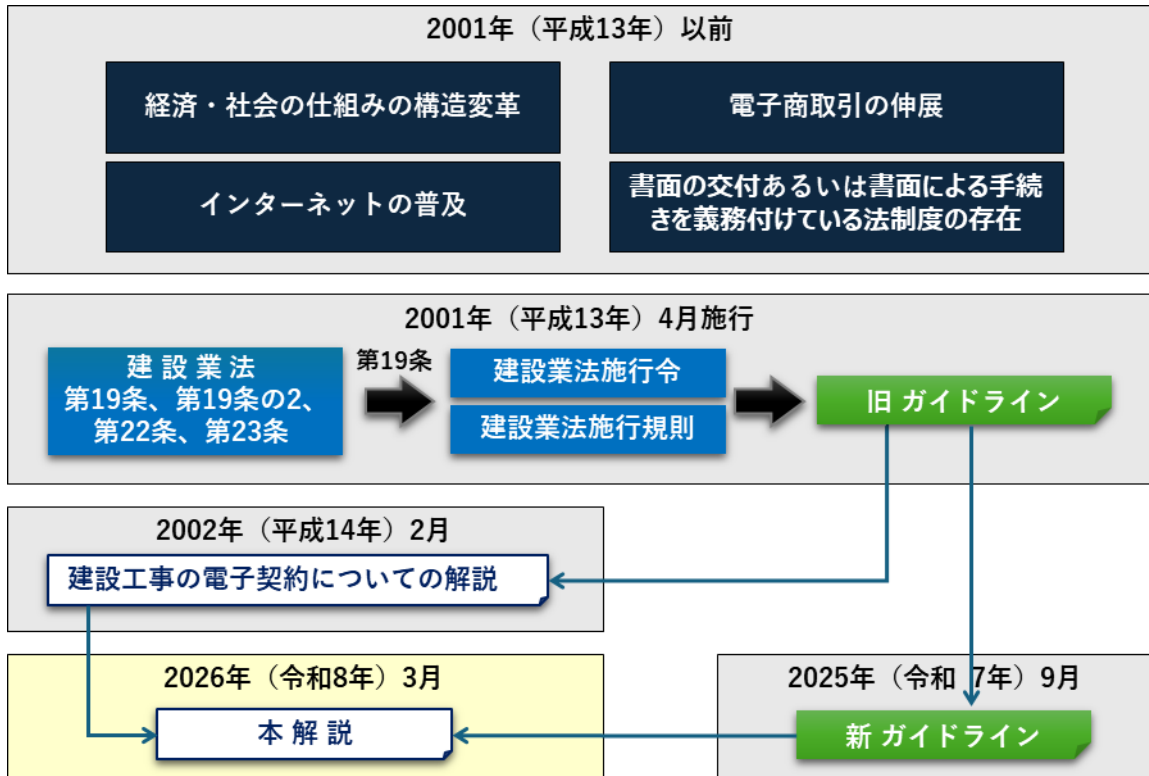 2001年（平成13年）以前
経済・社会の仕組みの構造変革
電子商取引の伸展
インターネットの普及
書面の交付あるいは書面による手続
きを義務付けている法制度の存在
2001年（平成13年）4月施行
建 設 業 法
第19条、第19条の2、
第22条、第23条
第19条
建設業法施行令
建設業法施行規則
旧 ガイドライン
2002年（平成14年）2月
建設工事の電子契約についての解説
2026年（令和8年）3月
本 解 説
2025年（令和 7年）9月
新 ガイドライン